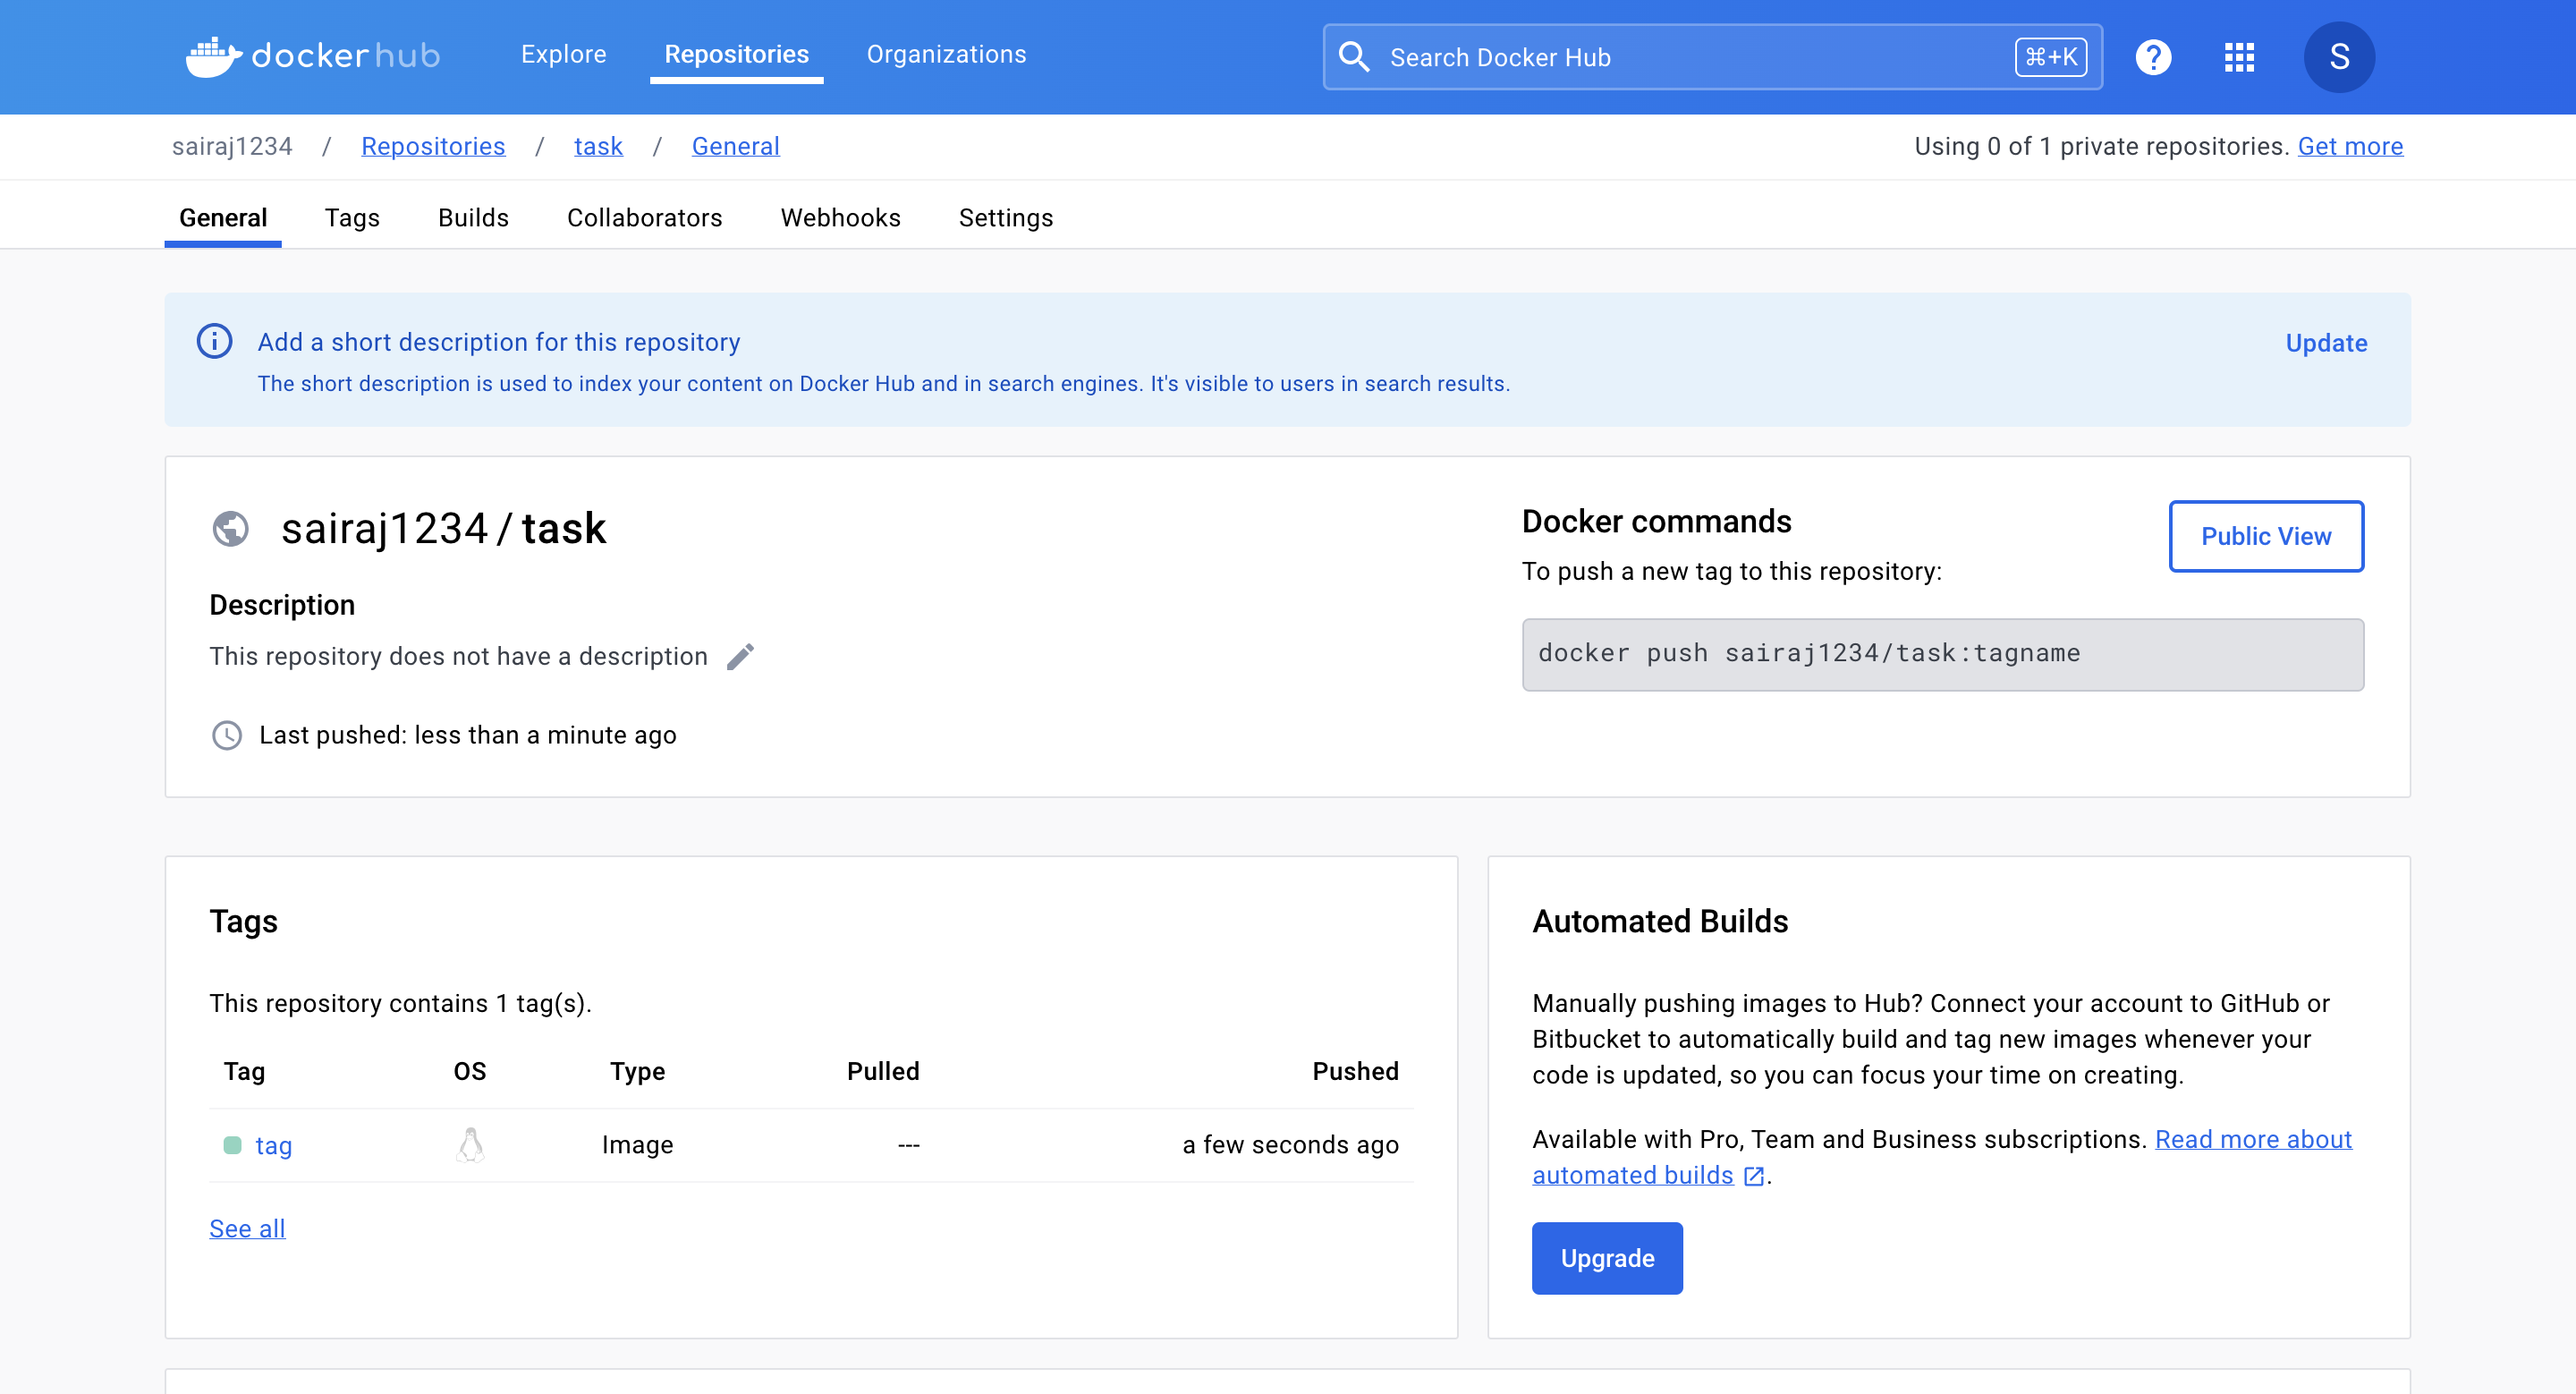 dockerhub Explore Repositories Organizations Search Docker Hub ⌘+K ? S
sairaj1234 / Repositories / task / General Using 0 of 1 private repositories. Get more
General Tags Builds Collaborators Webhooks Settings
Add a short description for this repository Update
The short description is used to index your content on Docker Hub and in search engines. It's visible to users in search results.
sairaj1234 / task
Description
This repository does not have a description
Last pushed: less than a minute ago
Docker commands
Public View
To push a new tag to this repository:
docker push sairaj1234/task:tagname
Tags
This repository contains 1 tag(s).
Tag OS Type Pulled Pushed
tag Image --- a few seconds ago
See all
Automated Builds
Manually pushing images to Hub? Connect your account to GitHub or
Bitbucket to automatically build and tag new images whenever your
code is updated, so you can focus your time on creating.
Available with Pro, Team and Business subscriptions. Read more about
automated builds .
Upgrade